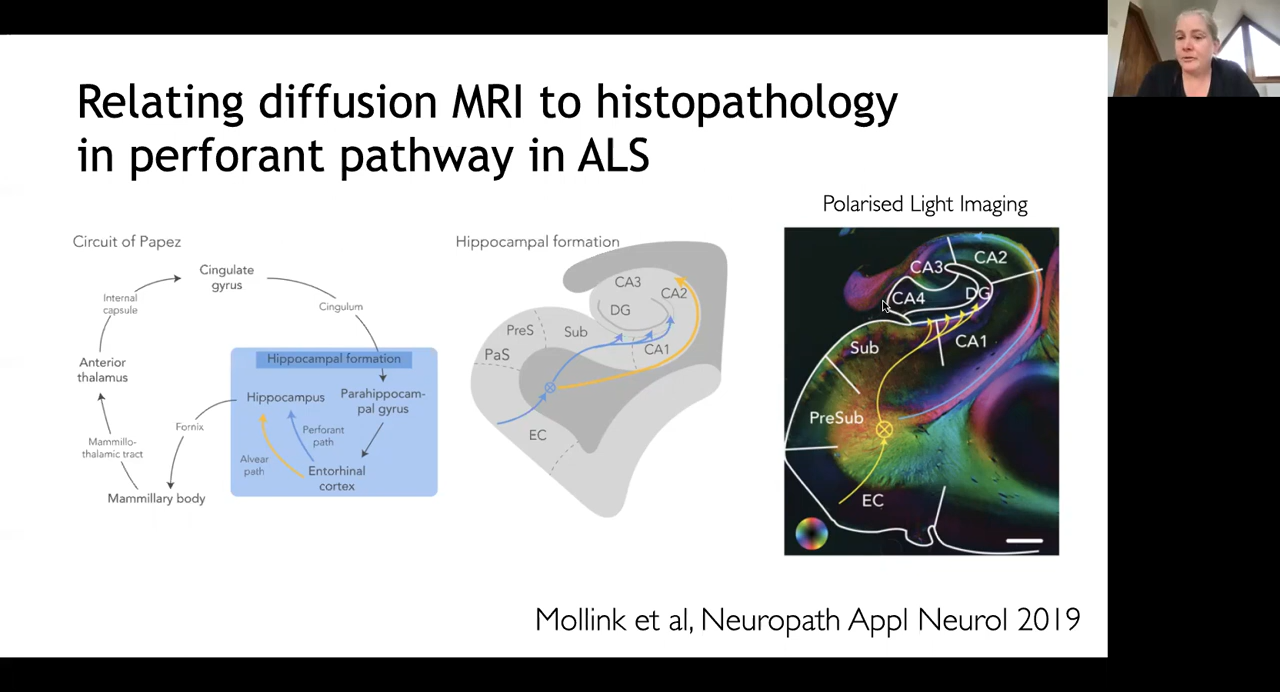 Relating diffusion MRI to histopathology
in perforant pathway in ALS
Circuit of Papez
Cingulate
gyrus
Internal
capsule
Cingulum
Anterior
thalamus
Hippocampal formation
Hippocampus
Parahippocam-
pal gyrus
Fornix
Perforant
path
Mammillo-
thalamic tract
Alvear
path
Entorhinal
cortex
Mammillary body
Hippocampal formation
CA3
CA2
DG
PreS
Sub
PaS
CA1
EC
Polarised Light Imaging
CA3
CA2
CA4
DG
Sub
CA1
PreSub
EC
Mollink et al, Neuropath Appl Neurol 2019